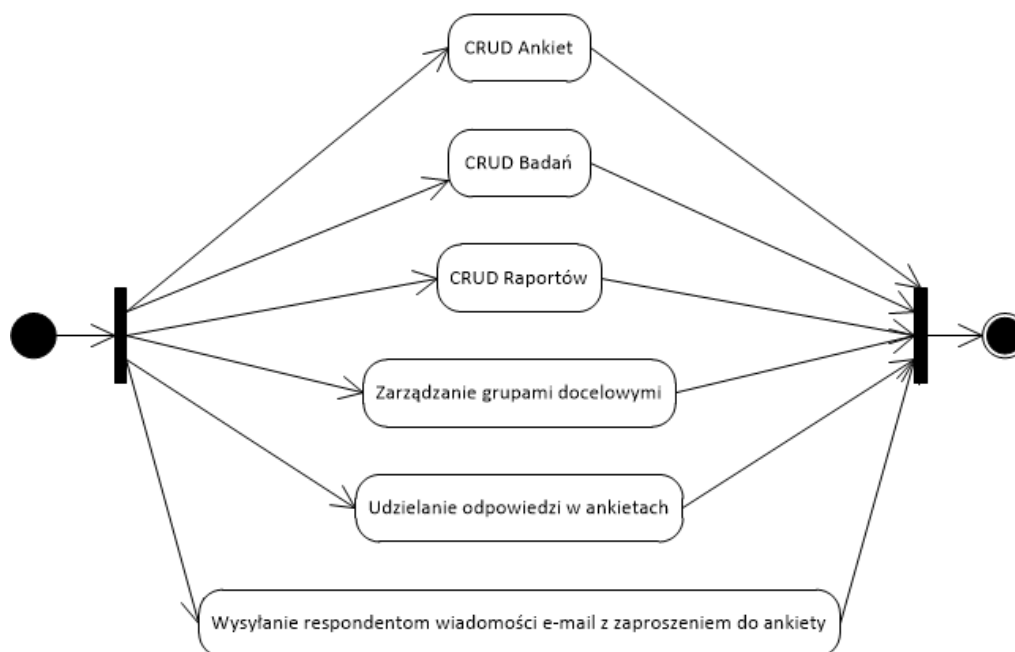 CRUD Ankiet
CRUD Badań
CRUD Raportów
Zarządzanie grupami docelowymi
Udzielanie odpowiedzi w ankietach
Wysyłanie respondentom wiadomości e-mail z zaproszeniem do ankiety